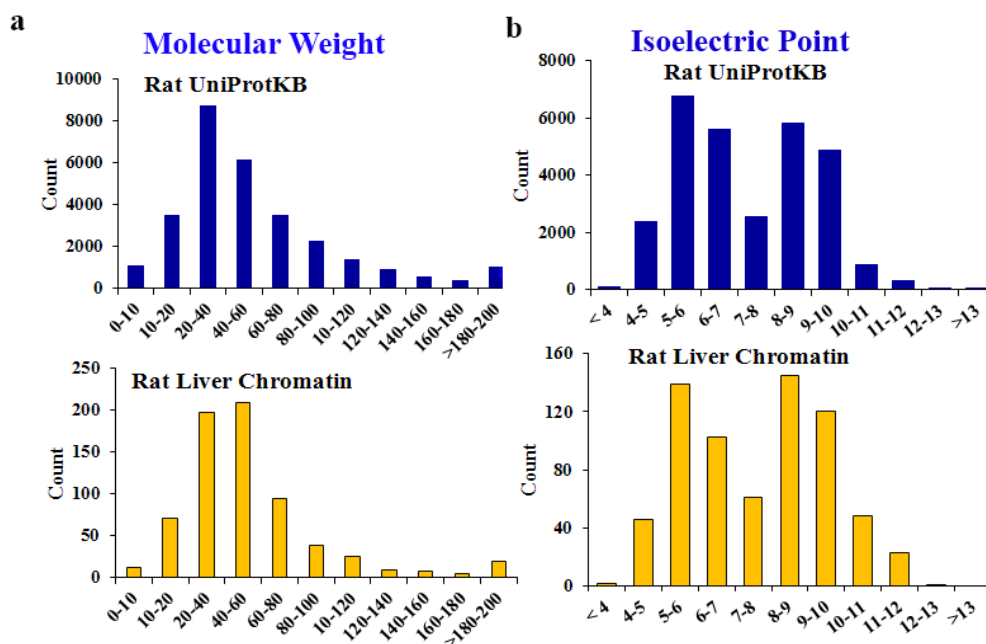 a
Molecular Weight
Rat UniProtKB
Count
10000
8000
6000
4000
2000
0
0-10 10-20 20-40 40-60 60-80 80-100 10-120 120-140 140-160 160-180 >180-200
Rat Liver Chromatin
Count
250
200
150
100
50
0
0-10 10-20 20-40 40-60 60-80 80-100 10-120 120-140 140-160 160-180 >180-200
b
Isoelectric Point
Rat UniProtKB
Count
8000
6000
4000
2000
0
< 4 4-5 5-6 6-7 7-8 8-9 9-10 10-11 11-12 12-13 >13
Rat Liver Chromatin
Count
160
120
80
40
0
< 4 4-5 5-6 6-7 7-8 8-9 9-10 10-11 11-12 12-13 >13